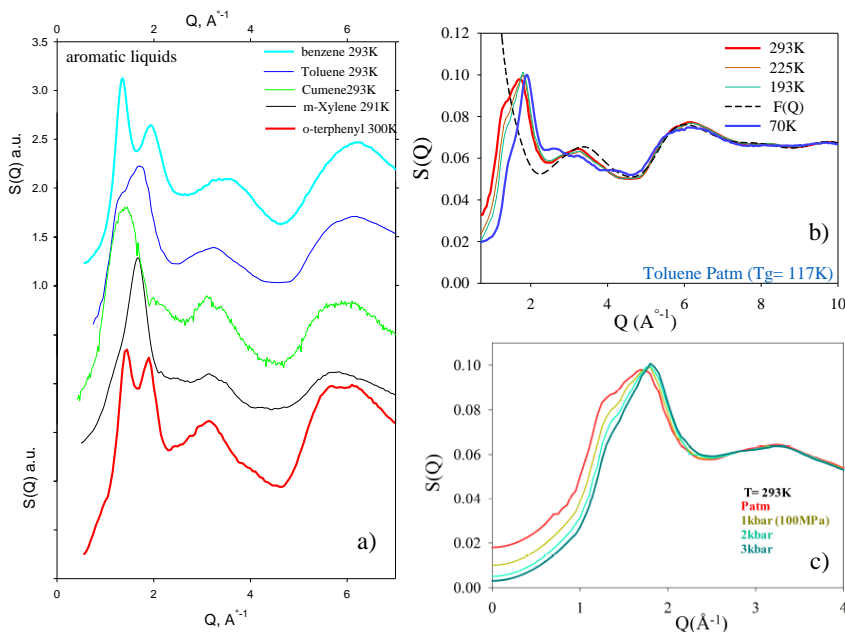 Q, A°⁻¹
0 2 4 6
aromatic liquids
benzene 293K
Toluene 293K
Cumene293K
m-Xylene 291K
o-terphenyl 300K
3.5
3.0
2.5
2.0
1.5
1.0
S(Q) a.u.
S(Q) a.u.
a)
0 2 4 6
Q, A°⁻¹
293K
225K
193K
F(Q)
70K
0.12
0.10
0.08
0.06
0.04
0.02
0.00
S(Q)
b)
Toluene Patm (Tg= 117K)
2 4 6 8 10
Q (A°⁻¹)
0.10
0.08
0.06
0.04
0.02
0.00
S(Q)
T= 293K
Patm
1kbar (100MPa)
2kbar
3kbar
c)
0 1 2 3 4
Q(Å⁻¹)